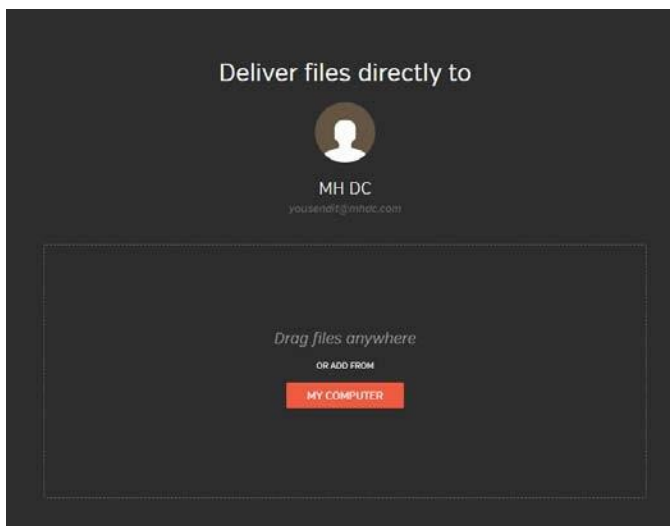 Deliver files directly to
MH DC
yousendit@mhdc.com
Drag files anywhere
OR ADD FROM
MY COMPUTER